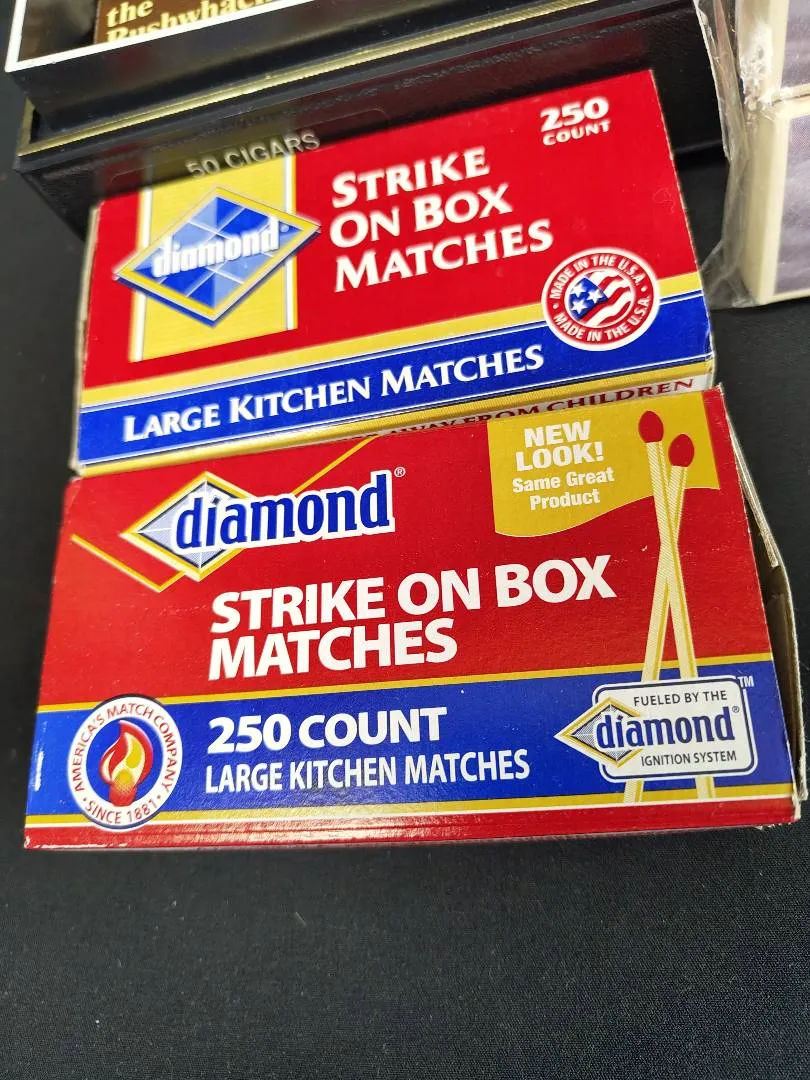 the
Bushwhac
50 CIGARS
250
COUNT
STRIKE
ON BOX
MATCHES
diamond®
MADE IN THE U.S.A.
MADE IN THE U.S.A.
LARGE KITCHEN MATCHES
AWAY FROM CHILDREN
diamond®
NEW
LOOK!
Same Great
Product
STRIKE ON BOX
MATCHES
AMERICA'S MATCH COMPANY
• SINCE 1881 •
250 COUNT
LARGE KITCHEN MATCHES
FUELED BY THE
diamond®
IGNITION SYSTEM
TM